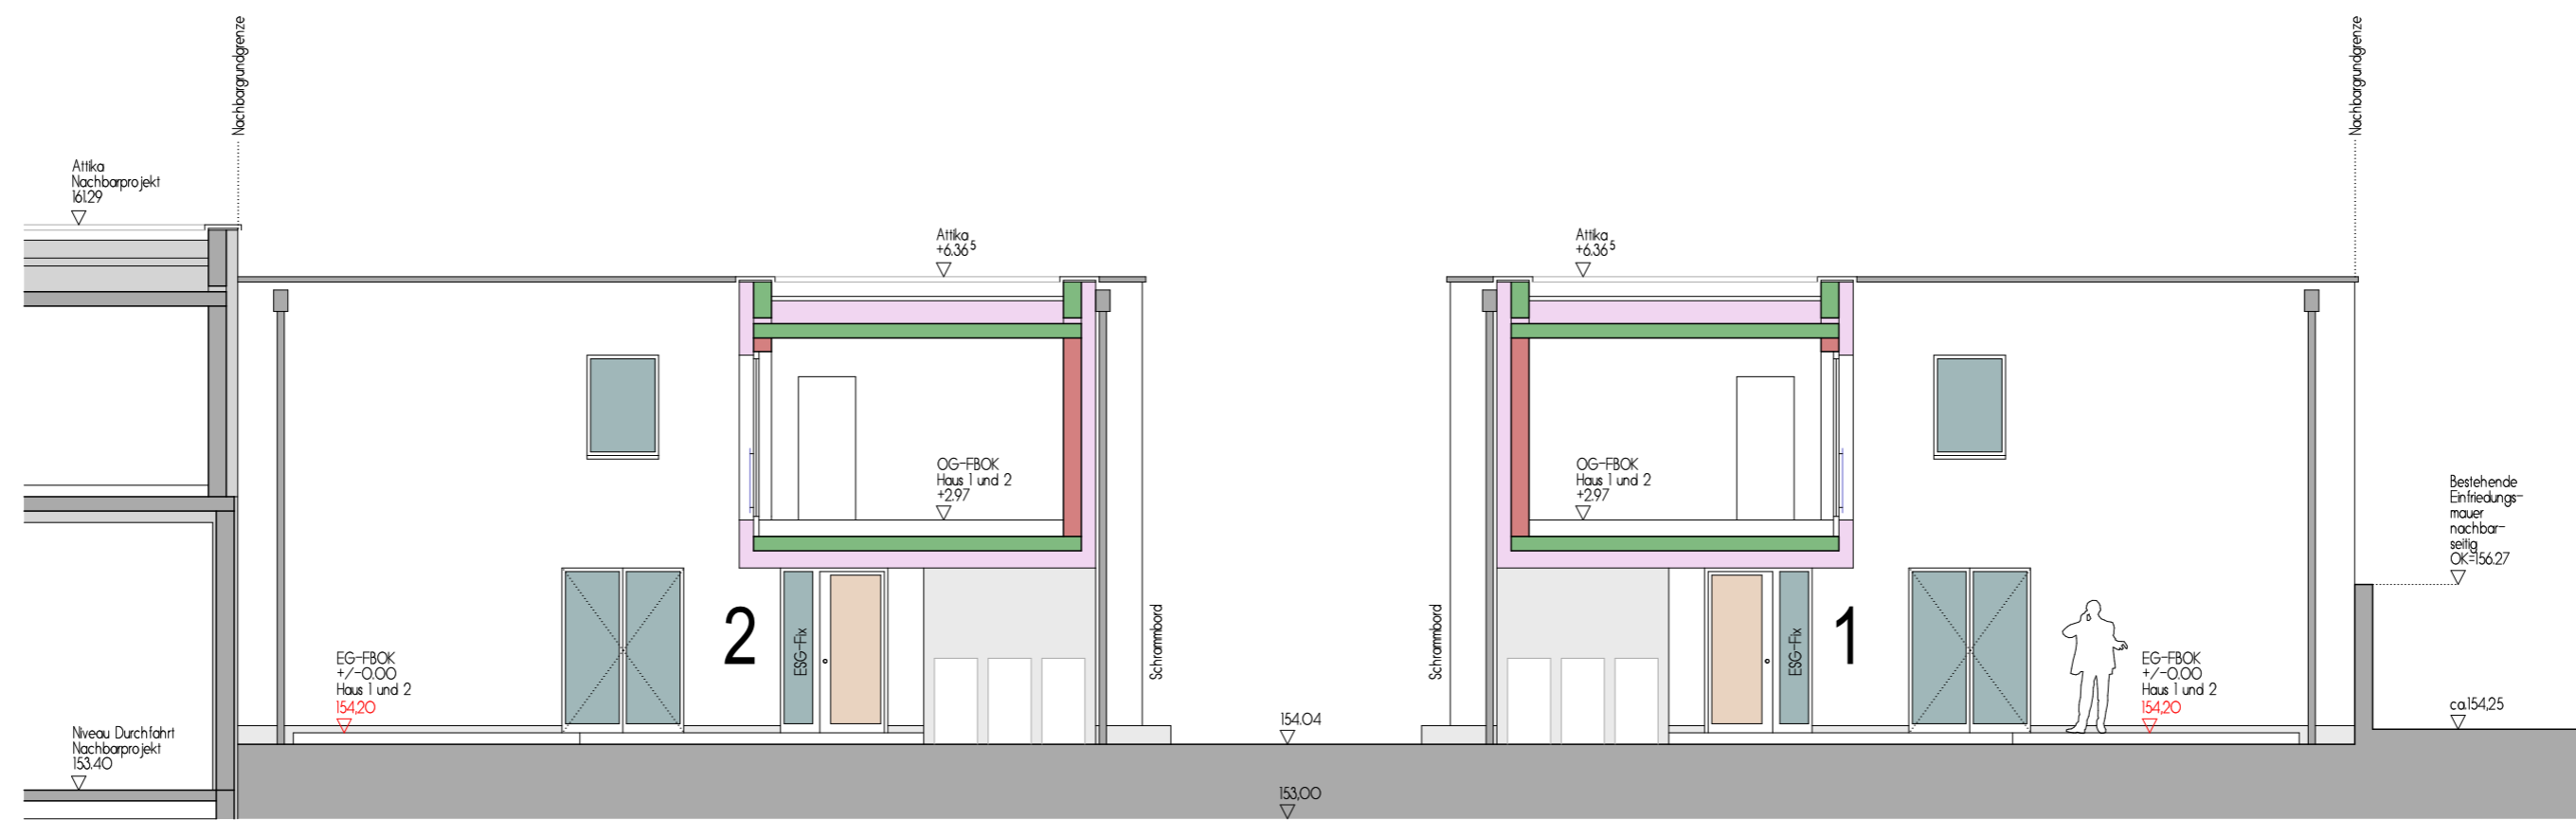 Nachbargrundgrenze
Nachbargrundgrenze
Attika
Nachbarprojekt
161.29
Attika
+6.36⁵
Attika
+6.36⁵
OG-FBOK
Haus 1 und 2
+2.97
OG-FBOK
Haus 1 und 2
+2.97
Bestehende
Einfriedungs-
mauer
nachbar-
seitig
OK=156.27
2
ESG-Fix
Schrammbord
Schrammbord
ESG-Fix
1
EG-FBOK
+/-0.00
Haus 1 und 2
154,20
EG-FBOK
+/-0.00
Haus 1 und 2
154,20
Niveau Durchfahrt
Nachbarprojekt
153.40
154.04
ca.154,25
153,00